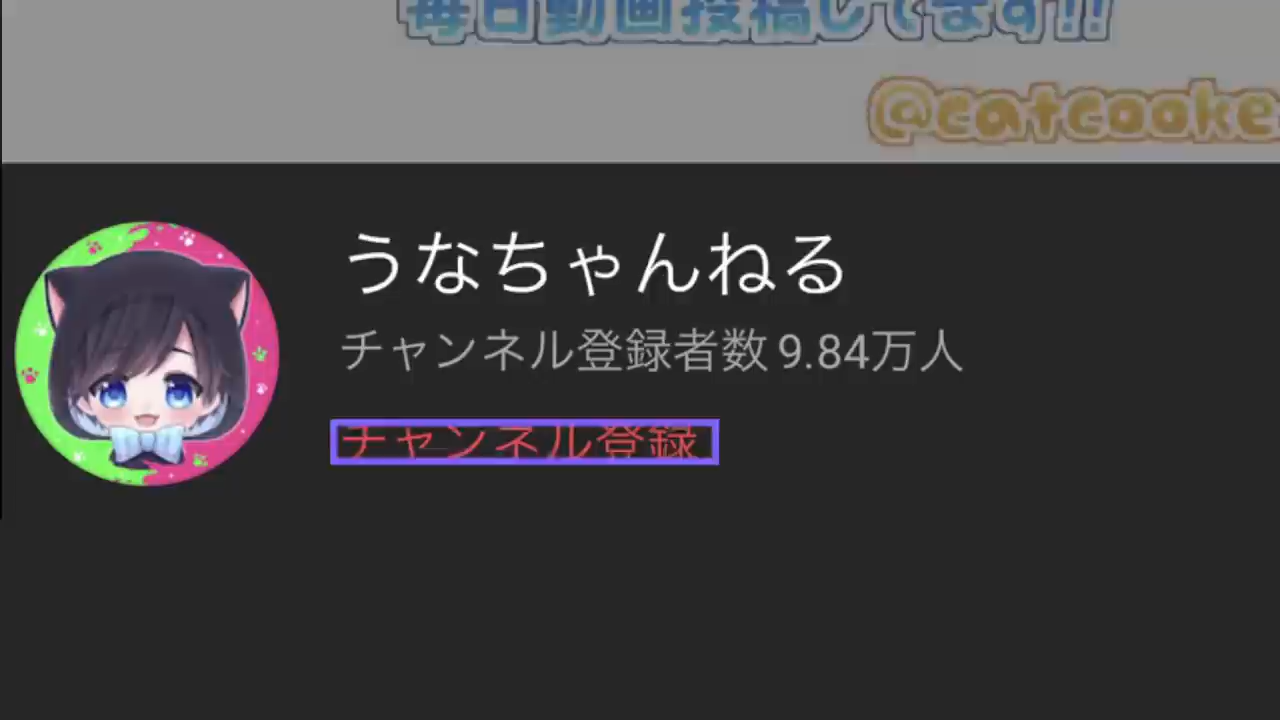 毎日動画投稿してます!!
@catcooke
うなちゃんねる
チャンネル登録者数 9.84万人
チャンネル登録